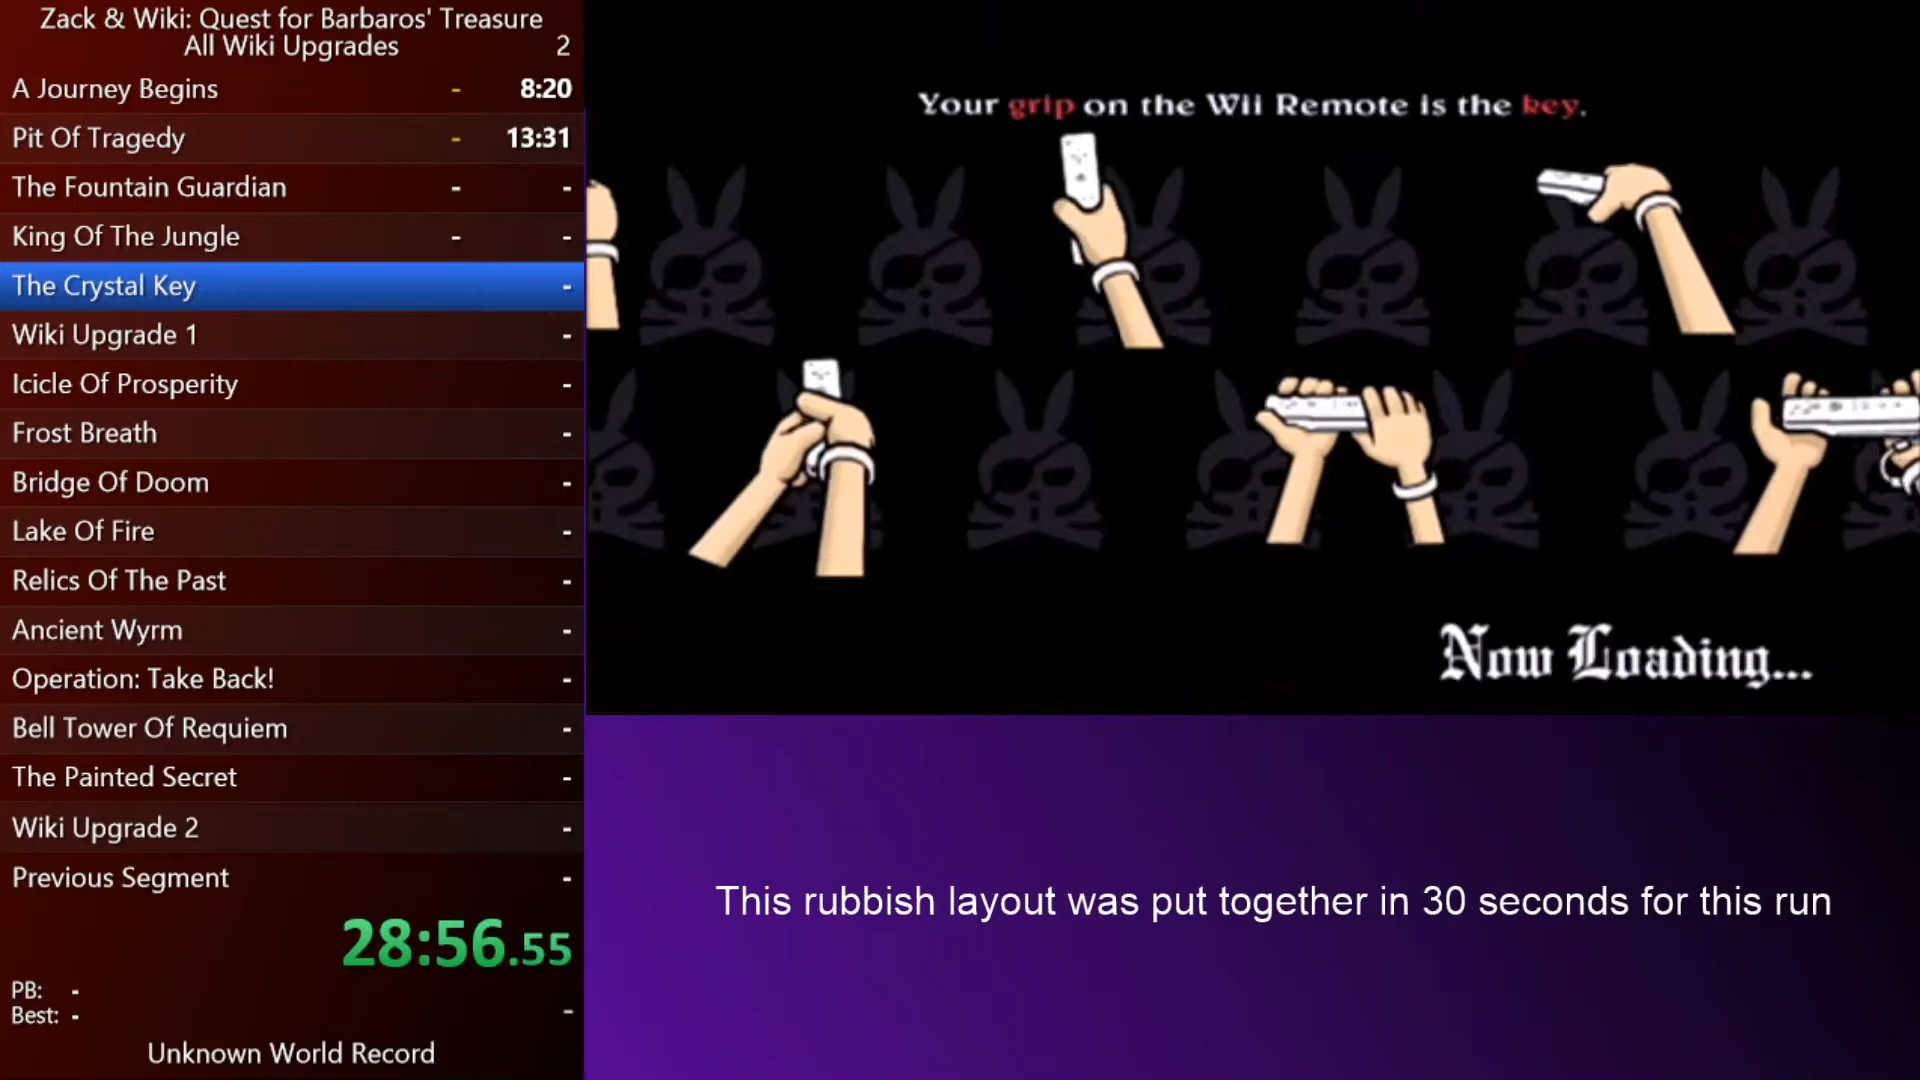 Zack & Wiki: Quest for Barbaros' Treasure
All Wiki Upgrades 2
A Journey Begins - 8:20
Pit Of Tragedy - 13:31
The Fountain Guardian - -
King Of The Jungle - -
The Crystal Key -
Wiki Upgrade 1 -
Icicle Of Prosperity -
Frost Breath -
Bridge Of Doom -
Lake Of Fire -
Relics Of The Past -
Ancient Wyrm -
Operation: Take Back! -
Bell Tower Of Requiem -
The Painted Secret -
Wiki Upgrade 2 -
Previous Segment -
28:56.55
PB: -
Best: - -
Unknown World Record
Your grip on the Wii Remote is the key.
Now Loading...
This rubbish layout was put together in 30 seconds for this run